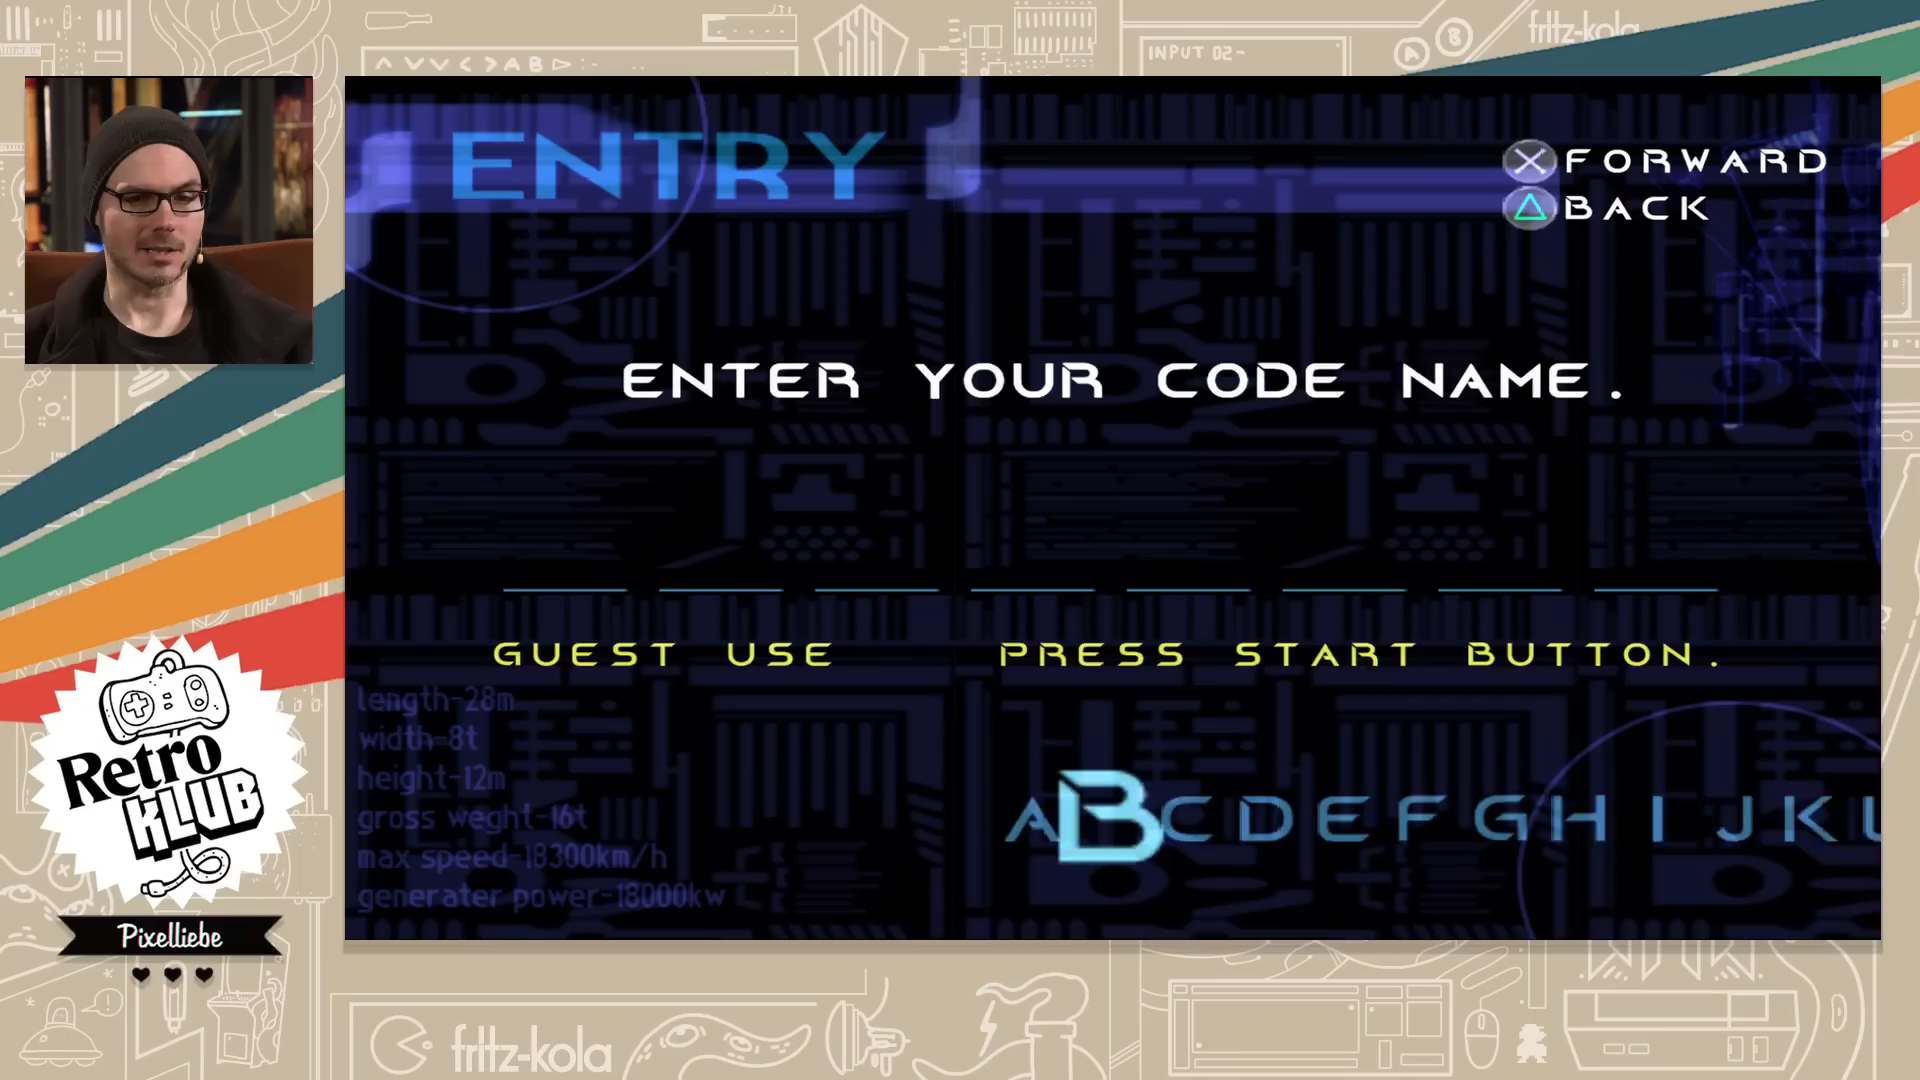 fritz-kola
INPUT 02-
ENTRY
FORWARD
BACK
ENTER YOUR CODE NAME.
GUEST USE PRESS START BUTTON.
length-28m
width-8t
height-12m
gross weght-16t
max speed-18300km/h
generater power-18000kw
ABCDEFGHIJK
Retro
KLUB
Pixelliebe
fritz-kola